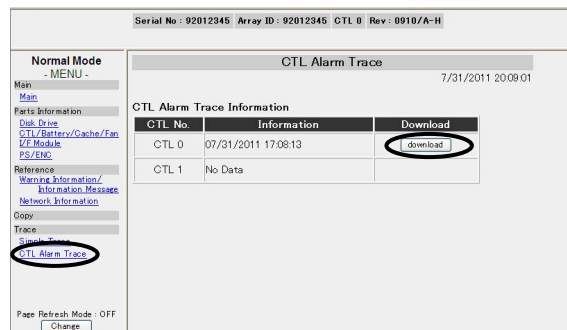 Serial No : 92012345 Array ID : 92012345 CTL 0 Rev : 0910/A-H
Normal Mode
- MENU -
Main
Main
Parts Information
Disk Drive
CTL/Battery/Cache/Fan
I/F Module
PS/ENC
Reference
Warning Information/
Information Message
Network Information
Copy
Trace
Simple Trace
CTL Alarm Trace
Page Refresh Mode : OFF
Change
CTL Alarm Trace
7/31/2011 20:09:01
CTL Alarm Trace Information
CTL No. Information Download
CTL 0 07/31/2011 17:08:13 download
CTL 1 No Data